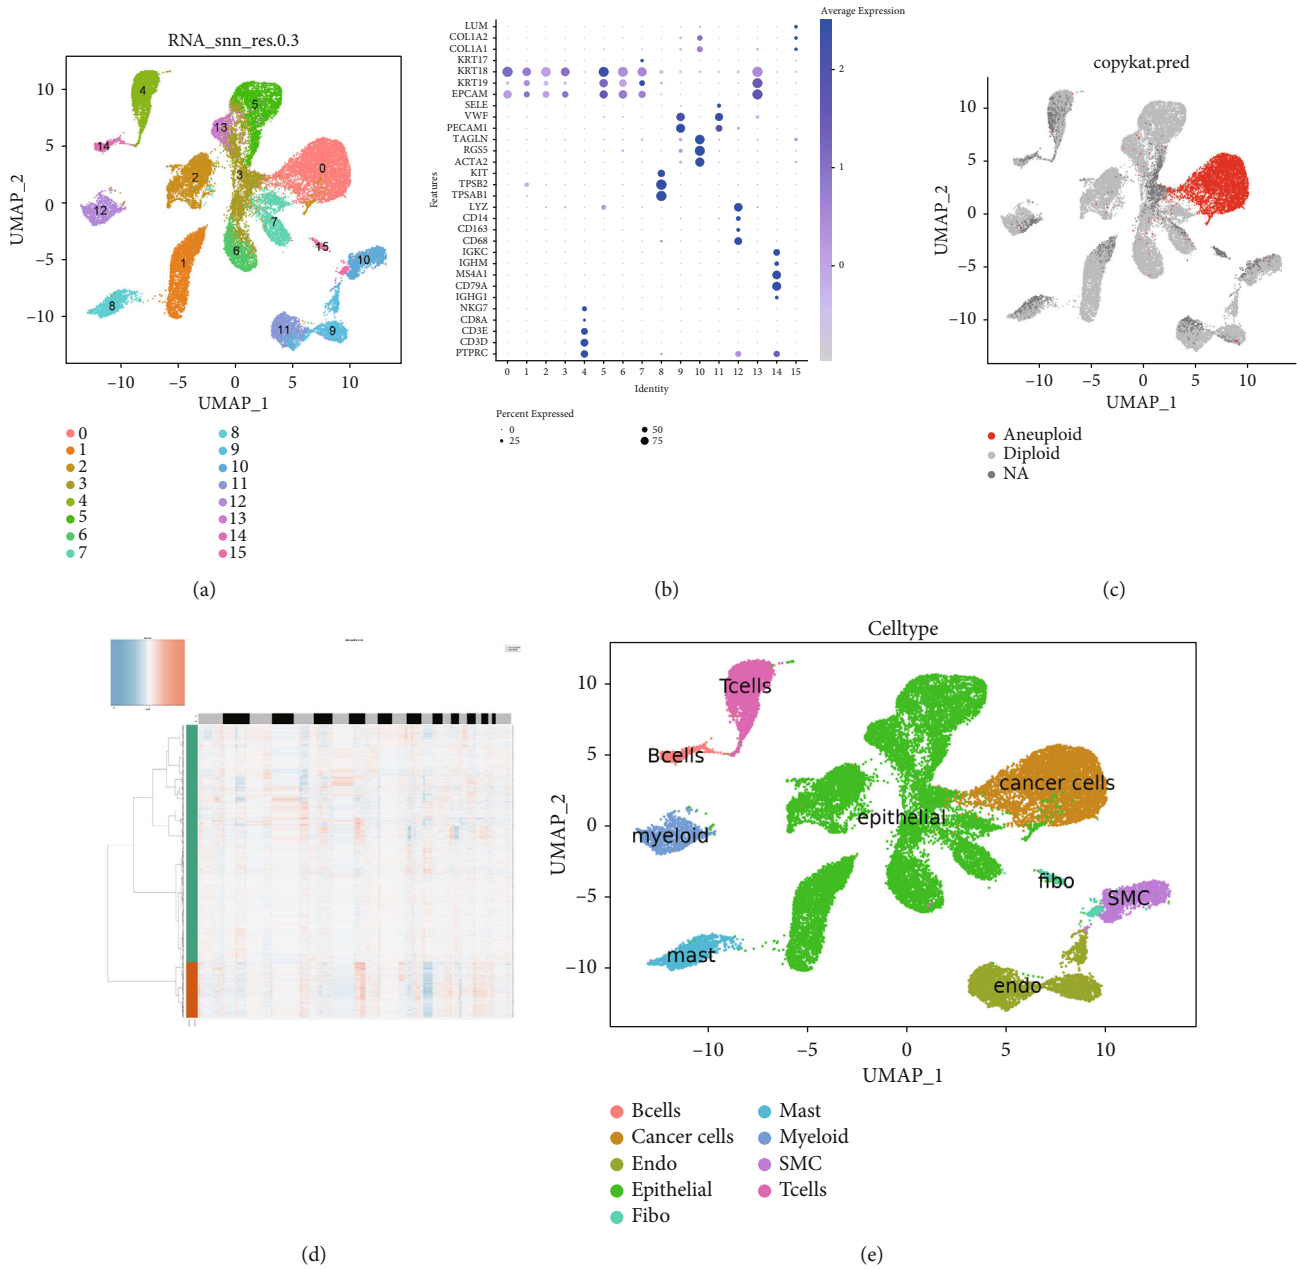 RNA_snn_res.0.3
UMAP_2
10
5
0
−5
−10
4
5
13
14
0
2
3
12
7
6
15
1
10
8
11
9
−10 −5 0 5 10
UMAP_1
0 8
1 9
2 10
3 11
4 12
5 13
6 14
7 15
(a)
Average Expression
Features
LUM
COL1A2
COL1A1
KRT17
KRT18
KRT19
EPCAM
SELE
VWF
PECAM1
TAGLN
RGS5
ACTA2
KIT
TPSB2
TPSAB1
LYZ
CD14
CD163
CD68
IGKC
IGHM
MS4A1
CD79A
IGHG1
NKG7
CD8A
CD3E
CD3D
PTPRC
0 1 2 3 4 5 6 7 8 9 10 11 12 13 14 15
Identity
2
1
0
Percent Expressed
0 50
25 75
(b)
copykat.pred
UMAP_2
10
5
0
−5
−10
−10 −5 0 5 10
UMAP_1
Aneuploid
Diploid
NA
(c)
(d)
Celltype
UMAP_2
10
5
0
−5
−10
Tcells
Bcells
cancer cells
epithelial
myeloid
fibo
SMC
mast
endo
−10 −5 0 5 10
UMAP_1
Bcells Mast
Cancer cells Myeloid
Endo SMC
Epithelial Tcells
Fibo
(e)